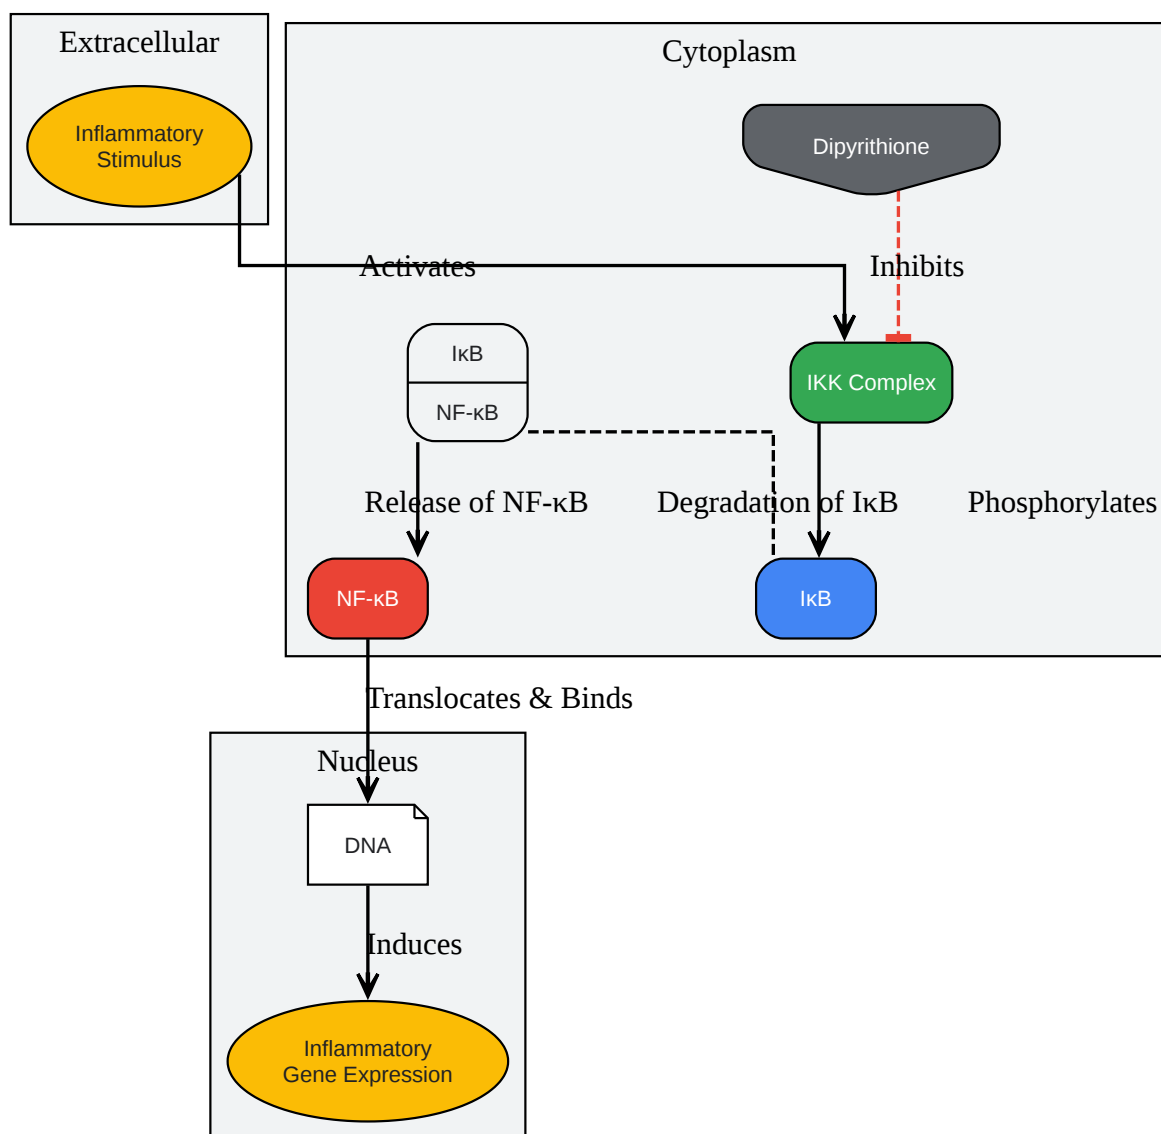 Extracellular
Cytoplasm
Inflammatory
Stimulus
Dipyrithione
Activates
Inhibits
IκB
NF-κB
IKK Complex
Release of NF-κB
Degradation of IκB
Phosphorylates
NF-κB
IκB
Translocates & Binds
Nucleus
DNA
Induces
Inflammatory
Gene Expression